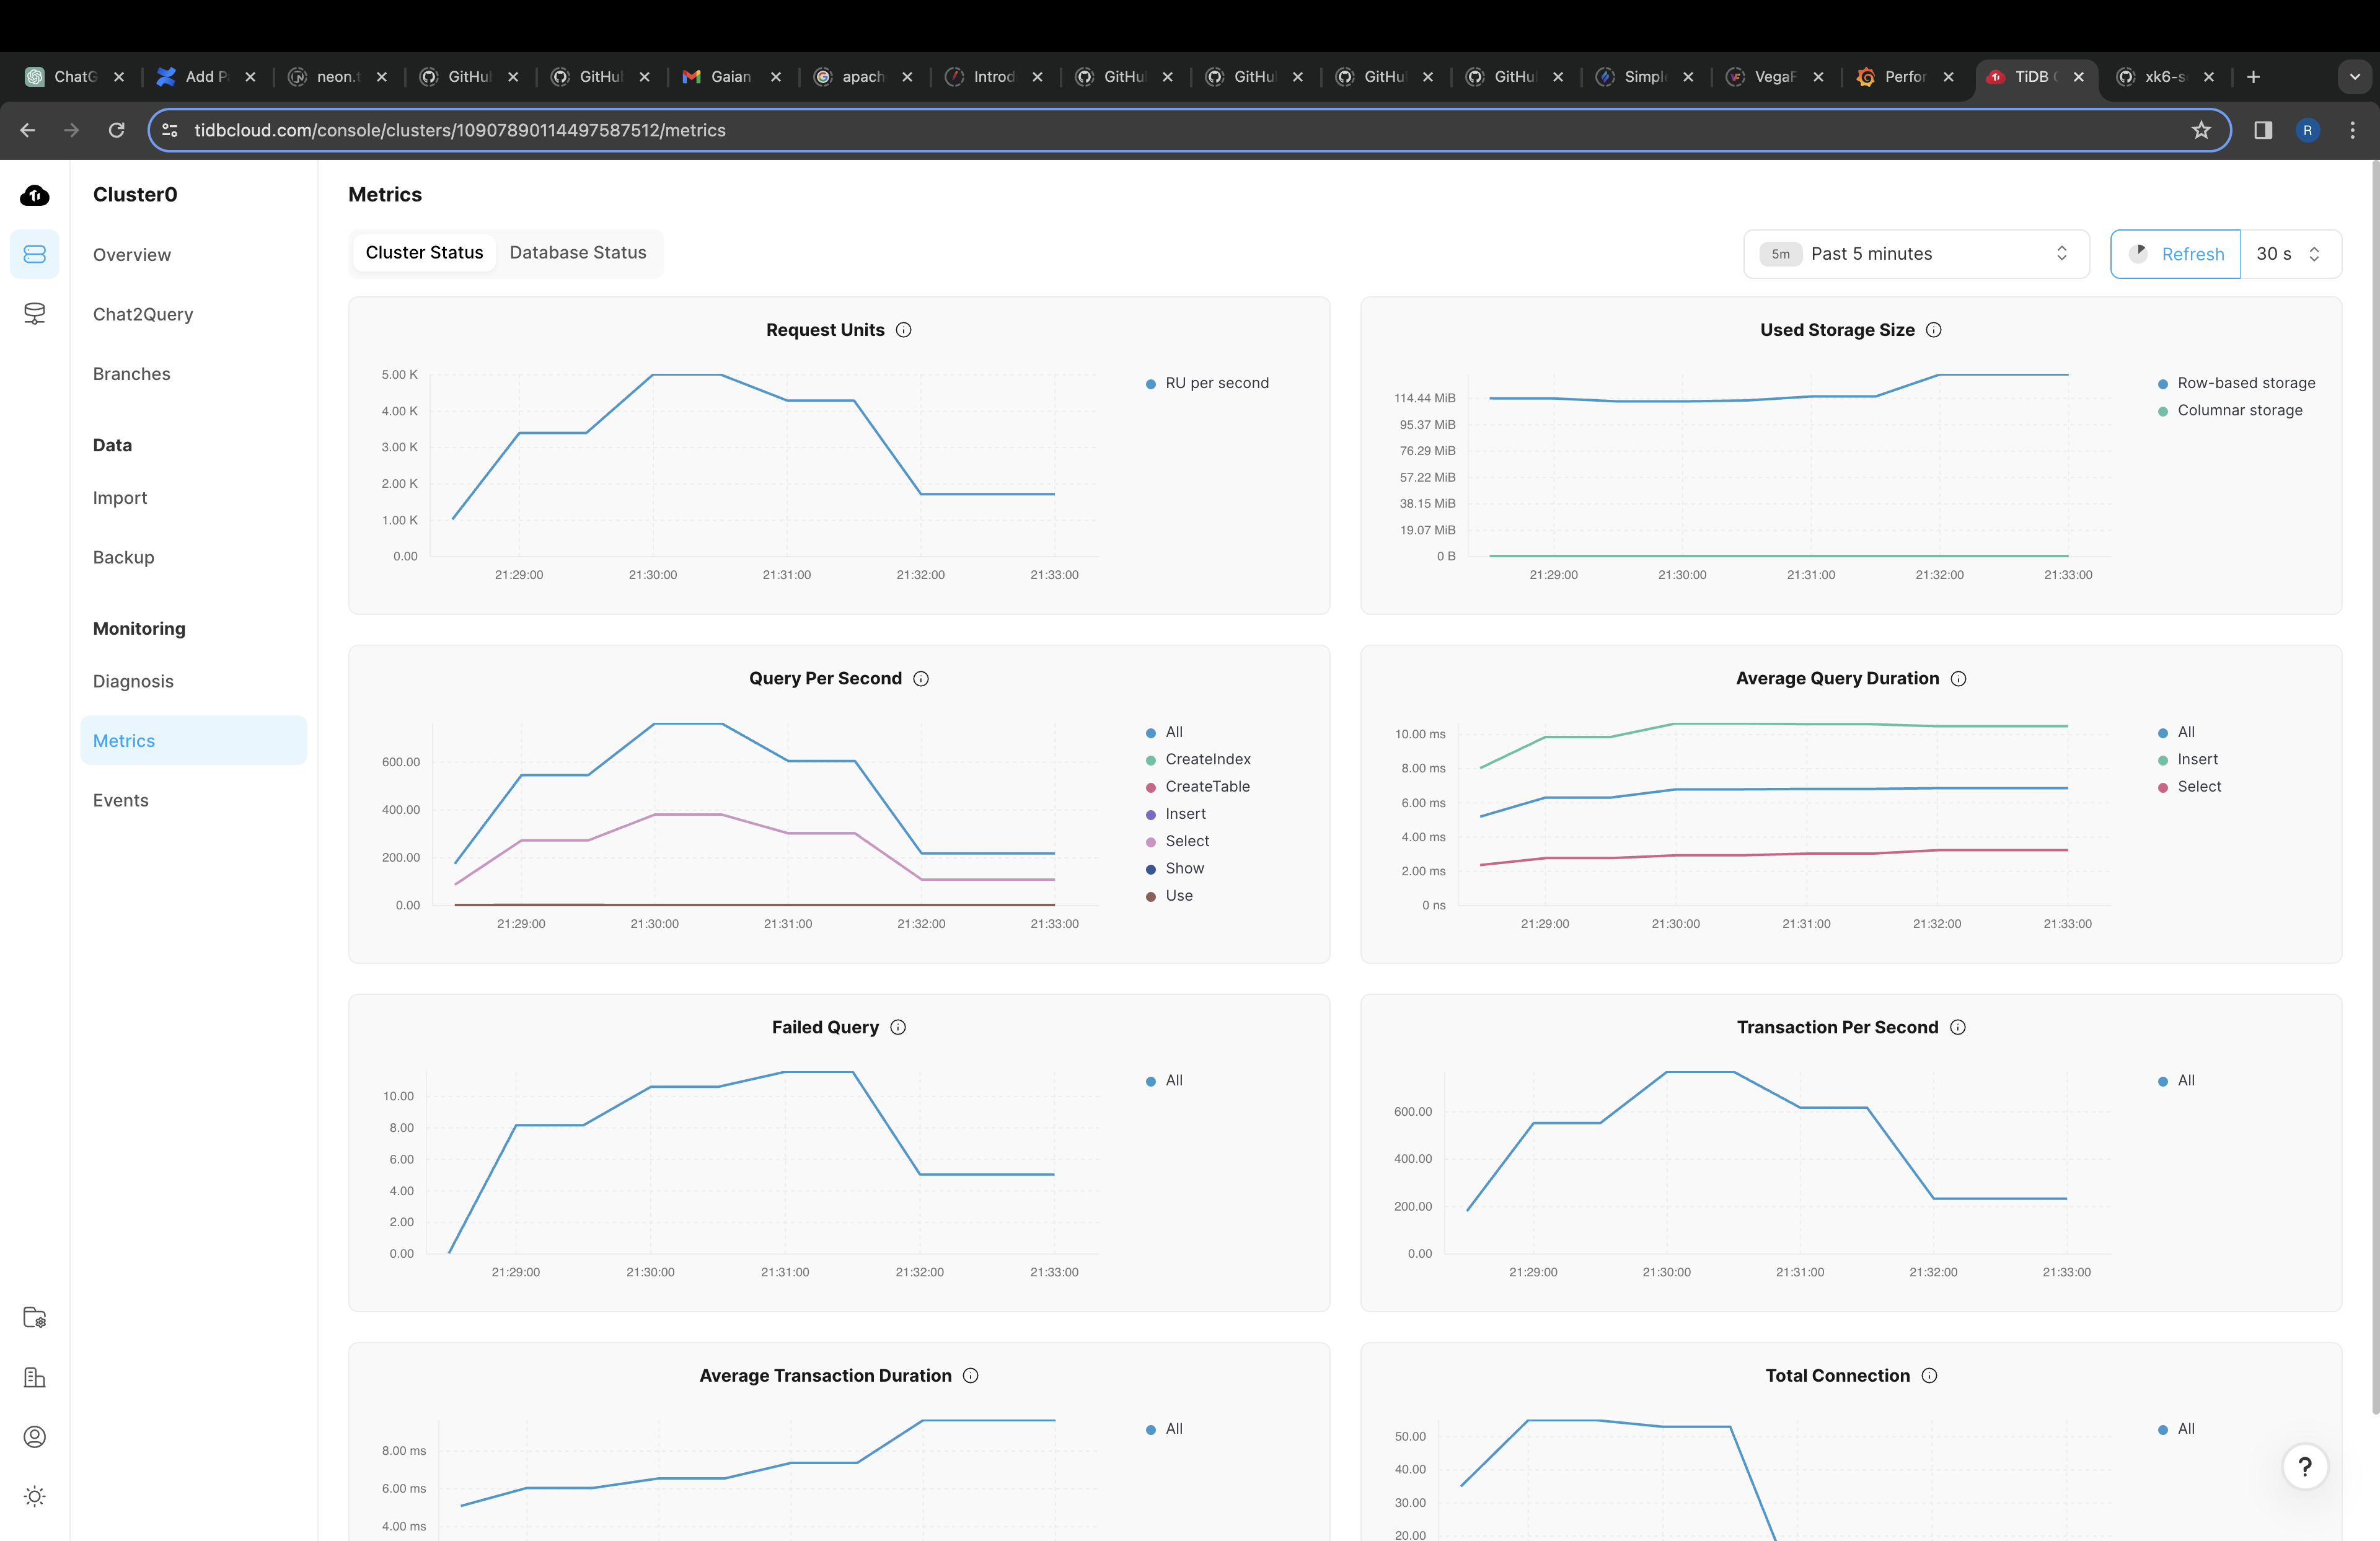 ChatG
Add P
neon.t
GitHu
GitHu
Gaian
apach
Introd
GitHu
GitHu
GitHu
GitHu
Simpl
VegaF
Perfor
TiDB
xk6-s
tidbcloud.com/console/clusters/10907890114497587512/metrics
R
Cluster0
Overview
Chat2Query
Branches
Data
Import
Backup
Monitoring
Diagnosis
Metrics
Events
Metrics
Cluster Status
Database Status
5m Past 5 minutes
Refresh
30 s
Request Units
5.00 K
4.00 K
3.00 K
2.00 K
1.00 K
0.00
21:29:00 21:30:00 21:31:00 21:32:00 21:33:00
RU per second
Used Storage Size
114.44 MiB
95.37 MiB
76.29 MiB
57.22 MiB
38.15 MiB
19.07 MiB
0 B
21:29:00 21:30:00 21:31:00 21:32:00 21:33:00
Row-based storage
Columnar storage
Query Per Second
600.00
400.00
200.00
0.00
21:29:00 21:30:00 21:31:00 21:32:00 21:33:00
All
CreateIndex
CreateTable
Insert
Select
Show
Use
Average Query Duration
10.00 ms
8.00 ms
6.00 ms
4.00 ms
2.00 ms
0 ns
21:29:00 21:30:00 21:31:00 21:32:00 21:33:00
All
Insert
Select
Failed Query
10.00
8.00
6.00
4.00
2.00
0.00
21:29:00 21:30:00 21:31:00 21:32:00 21:33:00
All
Transaction Per Second
600.00
400.00
200.00
0.00
21:29:00 21:30:00 21:31:00 21:32:00 21:33:00
All
Average Transaction Duration
8.00 ms
6.00 ms
4.00 ms
All
Total Connection
50.00
40.00
30.00
20.00
All
?